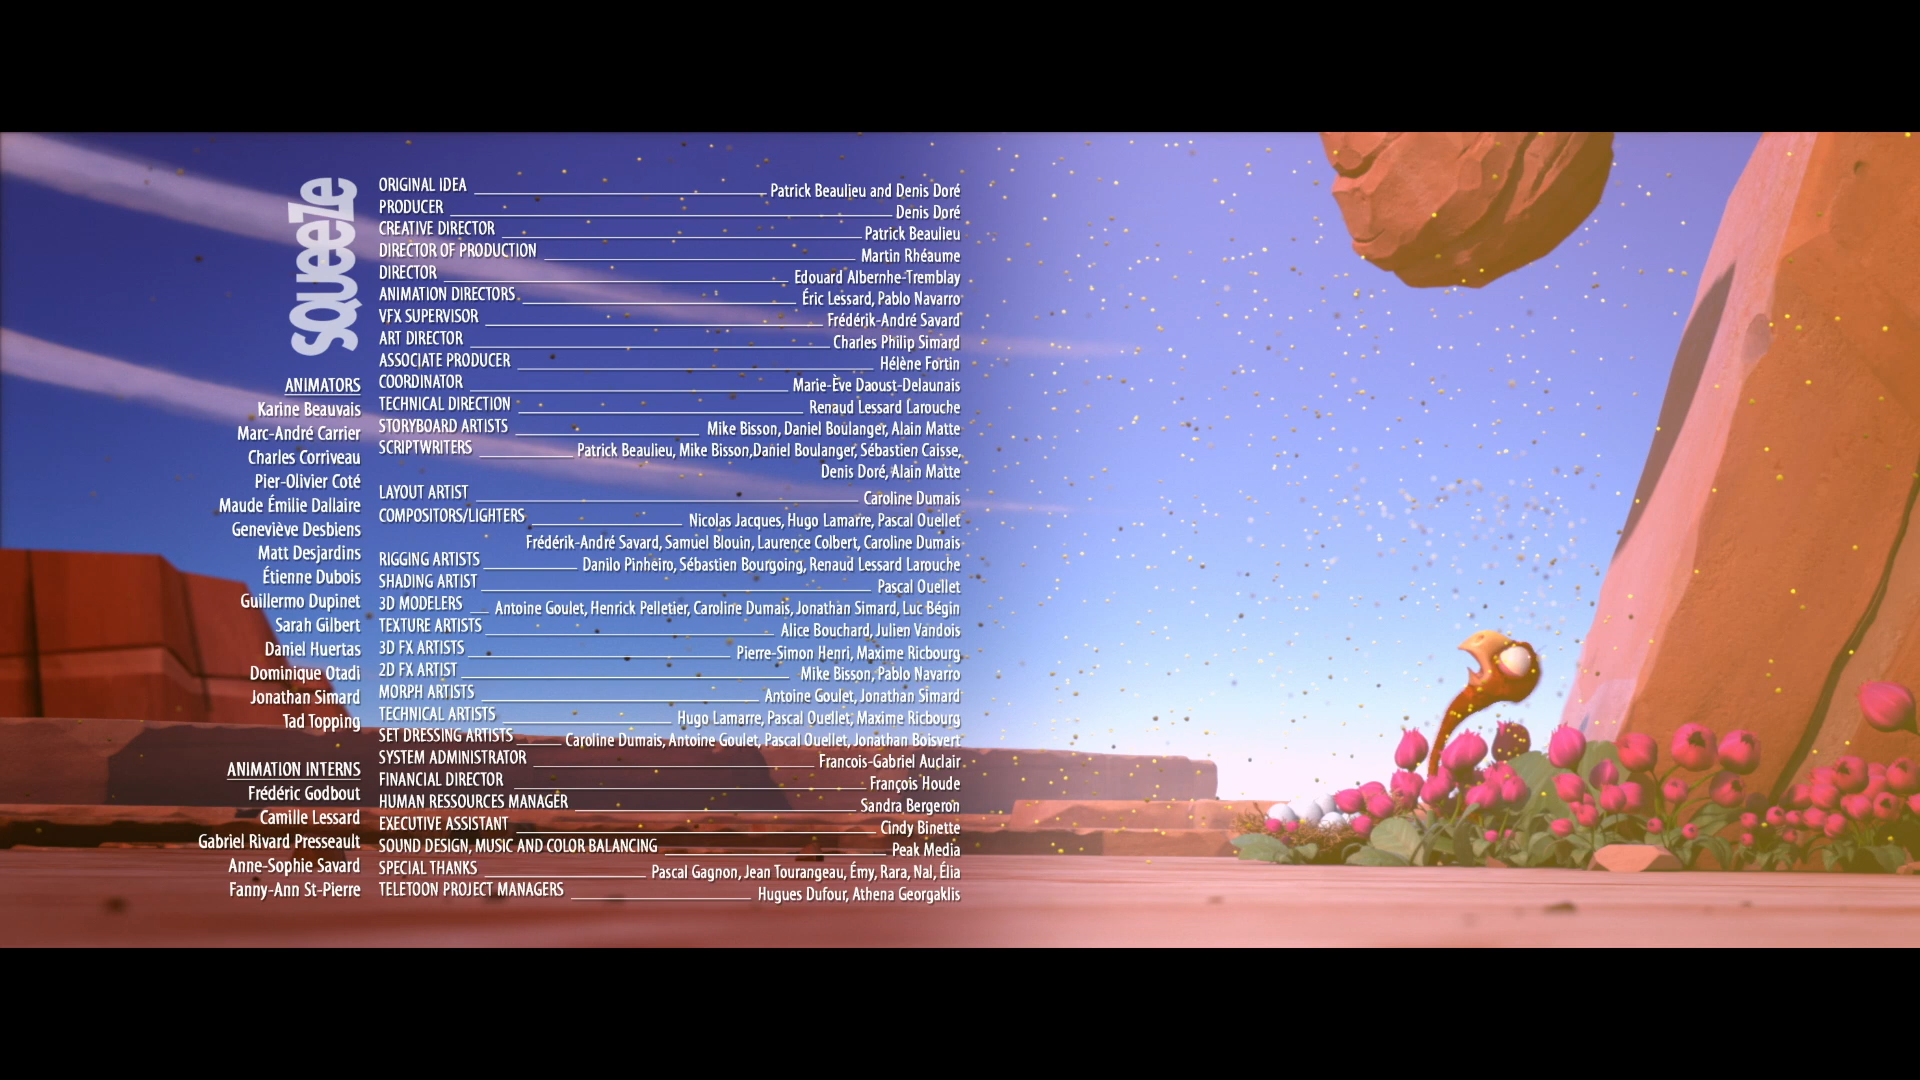 squeeze
ANIMATORS
Karine Beauvais
Marc-André Carrier
Charles Corriveau
Pier-Olivier Coté
Maude Émilie Dallaire
Geneviève Desbiens
Matt Desjardins
Étienne Dubois
Guillermo Dupinet
Sarah Gilbert
Daniel Huertas
Dominique Otadi
Jonathan Simard
Tad Topping
ANIMATION INTERNS
Frédéric Godbout
Camille Lessard
Gabriel Rivard Presseault
Anne-Sophie Savard
Fanny-Ann St-Pierre
ORIGINAL IDEA Patrick Beaulieu and Denis Doré
PRODUCER Denis Doré
CREATIVE DIRECTOR Patrick Beaulieu
DIRECTOR OF PRODUCTION Martin Rhéaume
DIRECTOR Edouard Albernhe-Tremblay
ANIMATION DIRECTORS Éric Lessard, Pablo Navarro
VFX SUPERVISOR Frédérik-André Savard
ART DIRECTOR Charles Philip Simard
ASSOCIATE PRODUCER Hélène Fortin
COORDINATOR Marie-Ève Daoust-Delaunais
TECHNICAL DIRECTION Renaud Lessard Larouche
STORYBOARD ARTISTS Mike Bisson, Daniel Boulanger, Alain Matte
SCRIPTWRITERS Patrick Beaulieu, Mike Bisson,Daniel Boulanger, Sébastien Caisse,
Denis Doré, Alain Matte
LAYOUT ARTIST Caroline Dumais
COMPOSITORS/LIGHTERS Nicolas Jacques, Hugo Lamarre, Pascal Ouellet
Frédérik-André Savard, Samuel Blouin, Laurence Colbert, Caroline Dumais
RIGGING ARTISTS Danilo Pinheiro, Sébastien Bourgoing, Renaud Lessard Larouche
SHADING ARTIST Pascal Ouellet
3D MODELERS Antoine Goulet, Henrick Pelletier, Caroline Dumais, Jonathan Simard, Luc Bégin
TEXTURE ARTISTS Alice Bouchard, Julien Vandois
3D FX ARTISTS Pierre-Simon Henri, Maxime Ricbourg
2D FX ARTIST Mike Bisson, Pablo Navarro
MORPH ARTISTS Antoine Goulet, Jonathan Simard
TECHNICAL ARTISTS Hugo Lamarre, Pascal Ouellet, Maxime Ricbourg
SET DRESSING ARTISTS Caroline Dumais, Antoine Goulet, Pascal Ouellet, Jonathan Boisvert
SYSTEM ADMINISTRATOR Francois-Gabriel Auclair
FINANCIAL DIRECTOR François Houde
HUMAN RESSOURCES MANAGER Sandra Bergeron
EXECUTIVE ASSISTANT Cindy Binette
SOUND DESIGN, MUSIC AND COLOR BALANCING Peak Media
SPECIAL THANKS Pascal Gagnon, Jean Tourangeau, Émy, Rara, Nal, Élia
TELETOON PROJECT MANAGERS Hugues Dufour, Athena Georgaklis